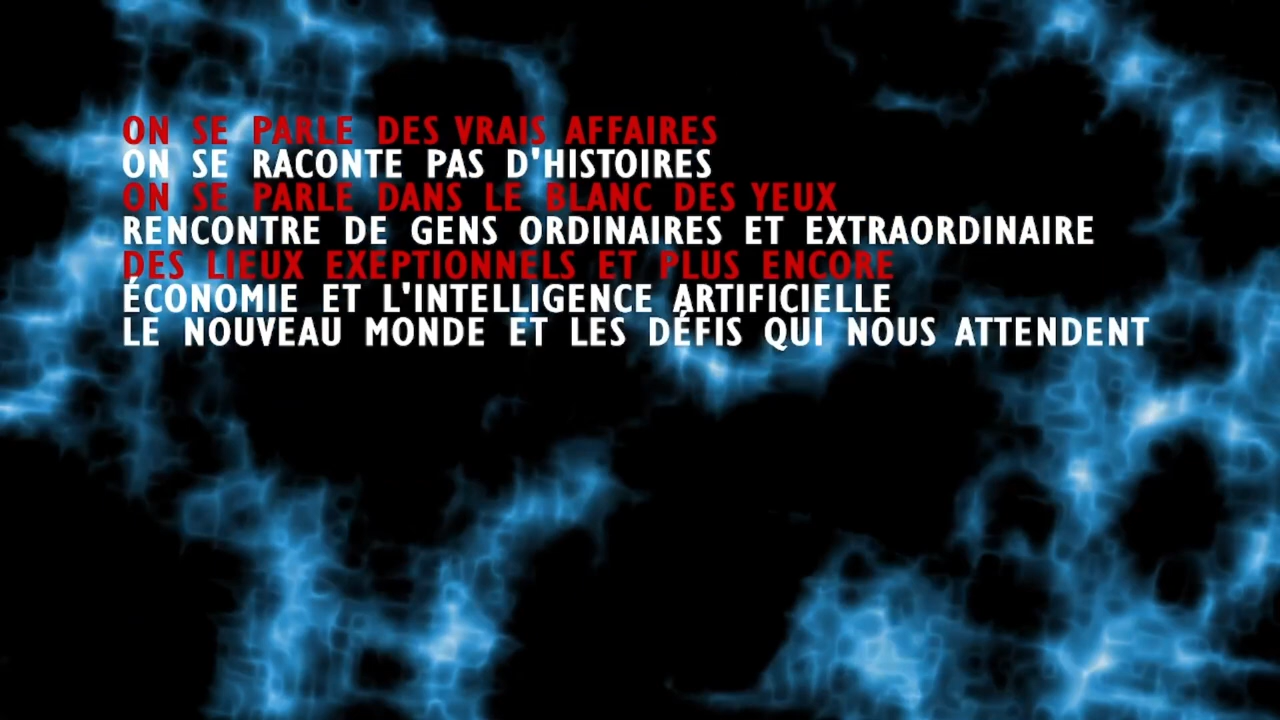 ON SE PARLE DES VRAIS AFFAIRES
ON SE RACONTE PAS D'HISTOIRES
ON SE PARLE DANS LE BLANC DES YEUX
RENCONTRE DE GENS ORDINAIRES ET EXTRAORDINAIRE
DES LIEUX EXEPTIONNELS ET PLUS ENCORE
ÉCONOMIE ET L'INTELLIGENCE ARTIFICIELLE
LE NOUVEAU MONDE ET LES DÉFIS QUI NOUS ATTENDENT